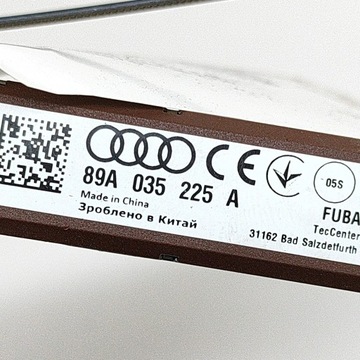 CE
05S
89A 035 225 A
Made in China
Зроблено в Китай
FUBA
TecCenter
31162 Bad Salzdetfurth